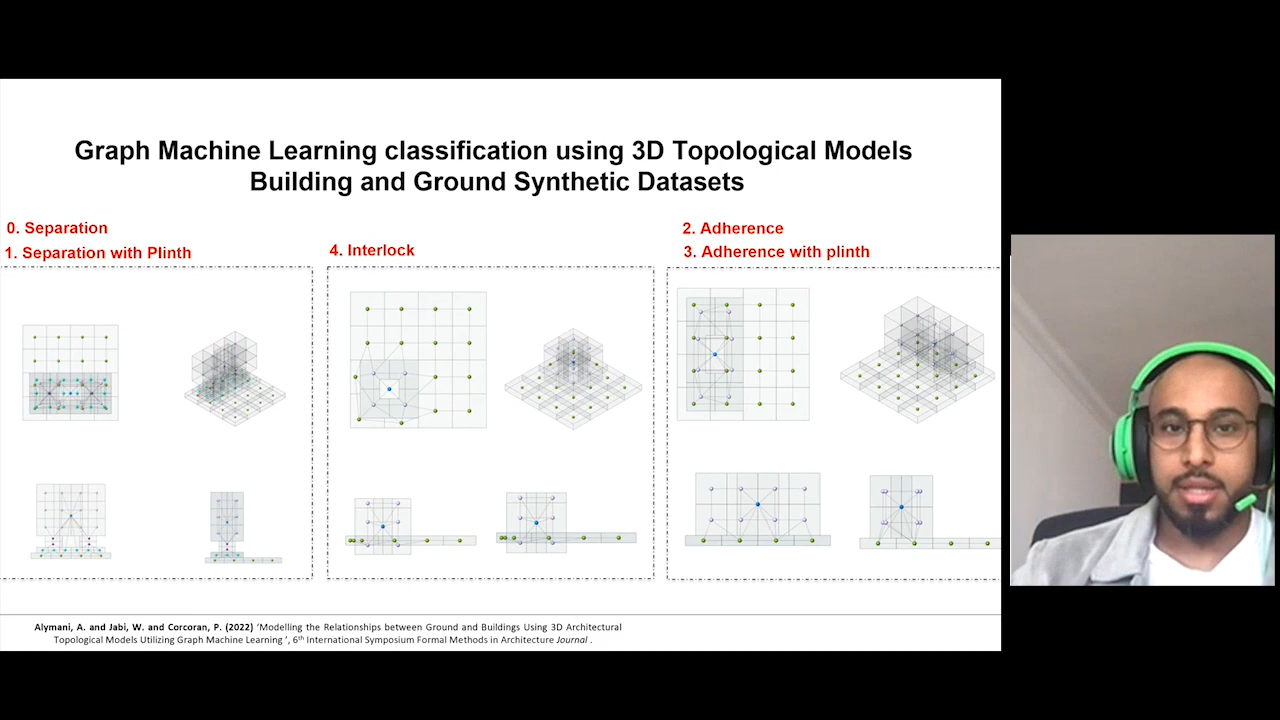 Graph Machine Learning classification using 3D Topological Models
Building and Ground Synthetic Datasets
0. Separation
1. Separation with Plinth
4. Interlock
2. Adherence
3. Adherence with plinth
Alymani, A. and Jabi, W. and Corcoran, P. (2022) ‘Modelling the Relationships between Ground and Buildings Using 3D Architectural
Topological Models Utilizing Graph Machine Learning ’, 6th International Symposium Formal Methods in Architecture Journal .